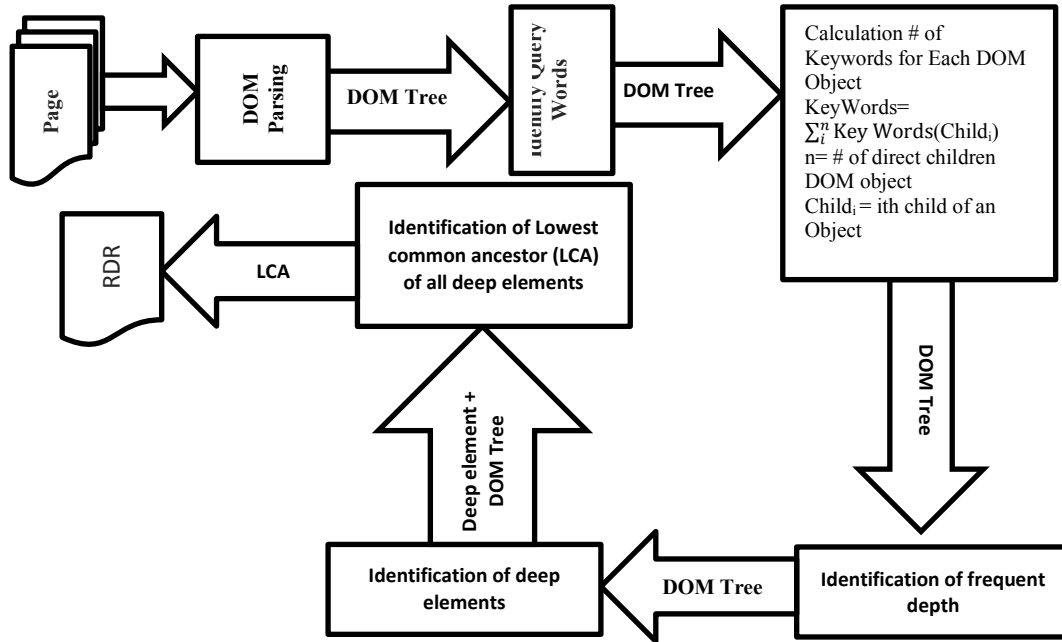 Page
DOM
Parsing
DOM Tree
Identify Query
Words
DOM Tree
Calculation # of
Keywords for Each DOM
Object
KeyWords=
∑ᵢⁿ Key Words(Childᵢ)
n= # of direct children
DOM object
Childᵢ = ith child of an
Object
DOM Tree
Identification of frequent
depth
DOM Tree
Identification of deep
elements
Deep element +
DOM Tree
Identification of Lowest
common ancestor (LCA)
of all deep elements
LCA
RDR